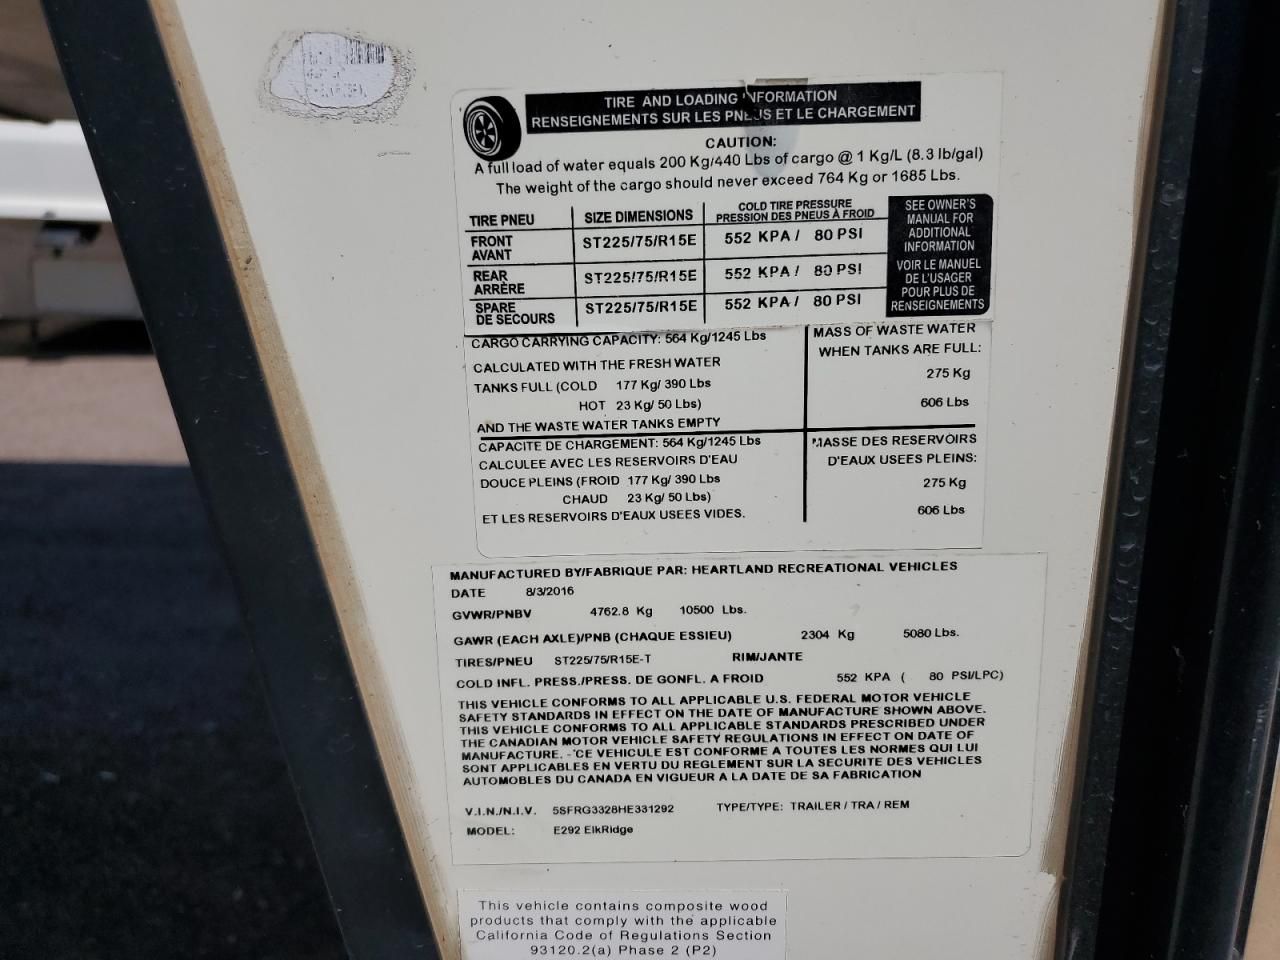 TIRE AND LOADING INFORMATION
RENSEIGNEMENTS SUR LES PNEUS ET LE CHARGEMENT
CAUTION:
A full load of water equals 200 Kg/440 Lbs of cargo @ 1 Kg/L (8.3 lb/gal)
The weight of the cargo should never exceed 764 Kg or 1685 Lbs.
TIRE PNEU SIZE DIMENSIONS COLD TIRE PRESSURE
PRESSION DES PNEUS À FROID
FRONT
AVANT ST225/75/R15E 552 KPA / 80 PSI
REAR
ARRÈRE ST225/75/R15E 552 KPA / 80 PSI
SPARE
DE SECOURS ST225/75/R15E 552 KPA / 80 PSI
SEE OWNER'S
MANUAL FOR
ADDITIONAL
INFORMATION
VOIR LE MANUEL
DE L'USAGER
POUR PLUS DE
RENSEIGNEMENTS
CARGO CARRYING CAPACITY: 564 Kg/1245 Lbs
CALCULATED WITH THE FRESH WATER
TANKS FULL (COLD 177 Kg/ 390 Lbs
HOT 23 Kg/ 50 Lbs)
AND THE WASTE WATER TANKS EMPTY
MASS OF WASTE WATER
WHEN TANKS ARE FULL:
275 Kg
606 Lbs
CAPACITE DE CHARGEMENT: 564 Kg/1245 Lbs
CALCULEE AVEC LES RESERVOIRS D'EAU
DOUCE PLEINS (FROID 177 Kg/ 390 Lbs
CHAUD 23 Kg/ 50 Lbs)
ET LES RESERVOIRS D'EAUX USEES VIDES.
MASSE DES RESERVOIRS
D'EAUX USEES PLEINS:
275 Kg
606 Lbs
MANUFACTURED BY/FABRIQUE PAR: HEARTLAND RECREATIONAL VEHICLES
DATE 8/3/2016
GVWR/PNBV 4762.8 Kg 10500 Lbs.
GAWR (EACH AXLE)/PNB (CHAQUE ESSIEU) 2304 Kg 5080 Lbs.
TIRES/PNEU ST225/75/R15E-T RIM/JANTE
COLD INFL. PRESS./PRESS. DE GONFL. A FROID 552 KPA ( 80 PSI/LPC)
THIS VEHICLE CONFORMS TO ALL APPLICABLE U.S. FEDERAL MOTOR VEHICLE
SAFETY STANDARDS IN EFFECT ON THE DATE OF MANUFACTURE SHOWN ABOVE.
THIS VEHICLE CONFORMS TO ALL APPLICABLE STANDARDS PRESCRIBED UNDER
THE CANADIAN MOTOR VEHICLE SAFETY REGULATIONS IN EFFECT ON DATE OF
MANUFACTURE. -'CE VEHICULE EST CONFORME A TOUTES LES NORMES QUI LUI
SONT APPLICABLES EN VERTU DU REGLEMENT SUR LA SECURITE DES VEHICLES
AUTOMOBLES DU CANADA EN VIGUEUR A LA DATE DE SA FABRICATION
V.I.N./N.I.V. 5SFRG3328HE331292 TYPE/TYPE: TRAILER / TRA / REM
MODEL: E292 ElkRidge
This vehicle contains composite wood
products that comply with the applicable
California Code of Regulations Section
93120.2(a) Phase 2 (P2)